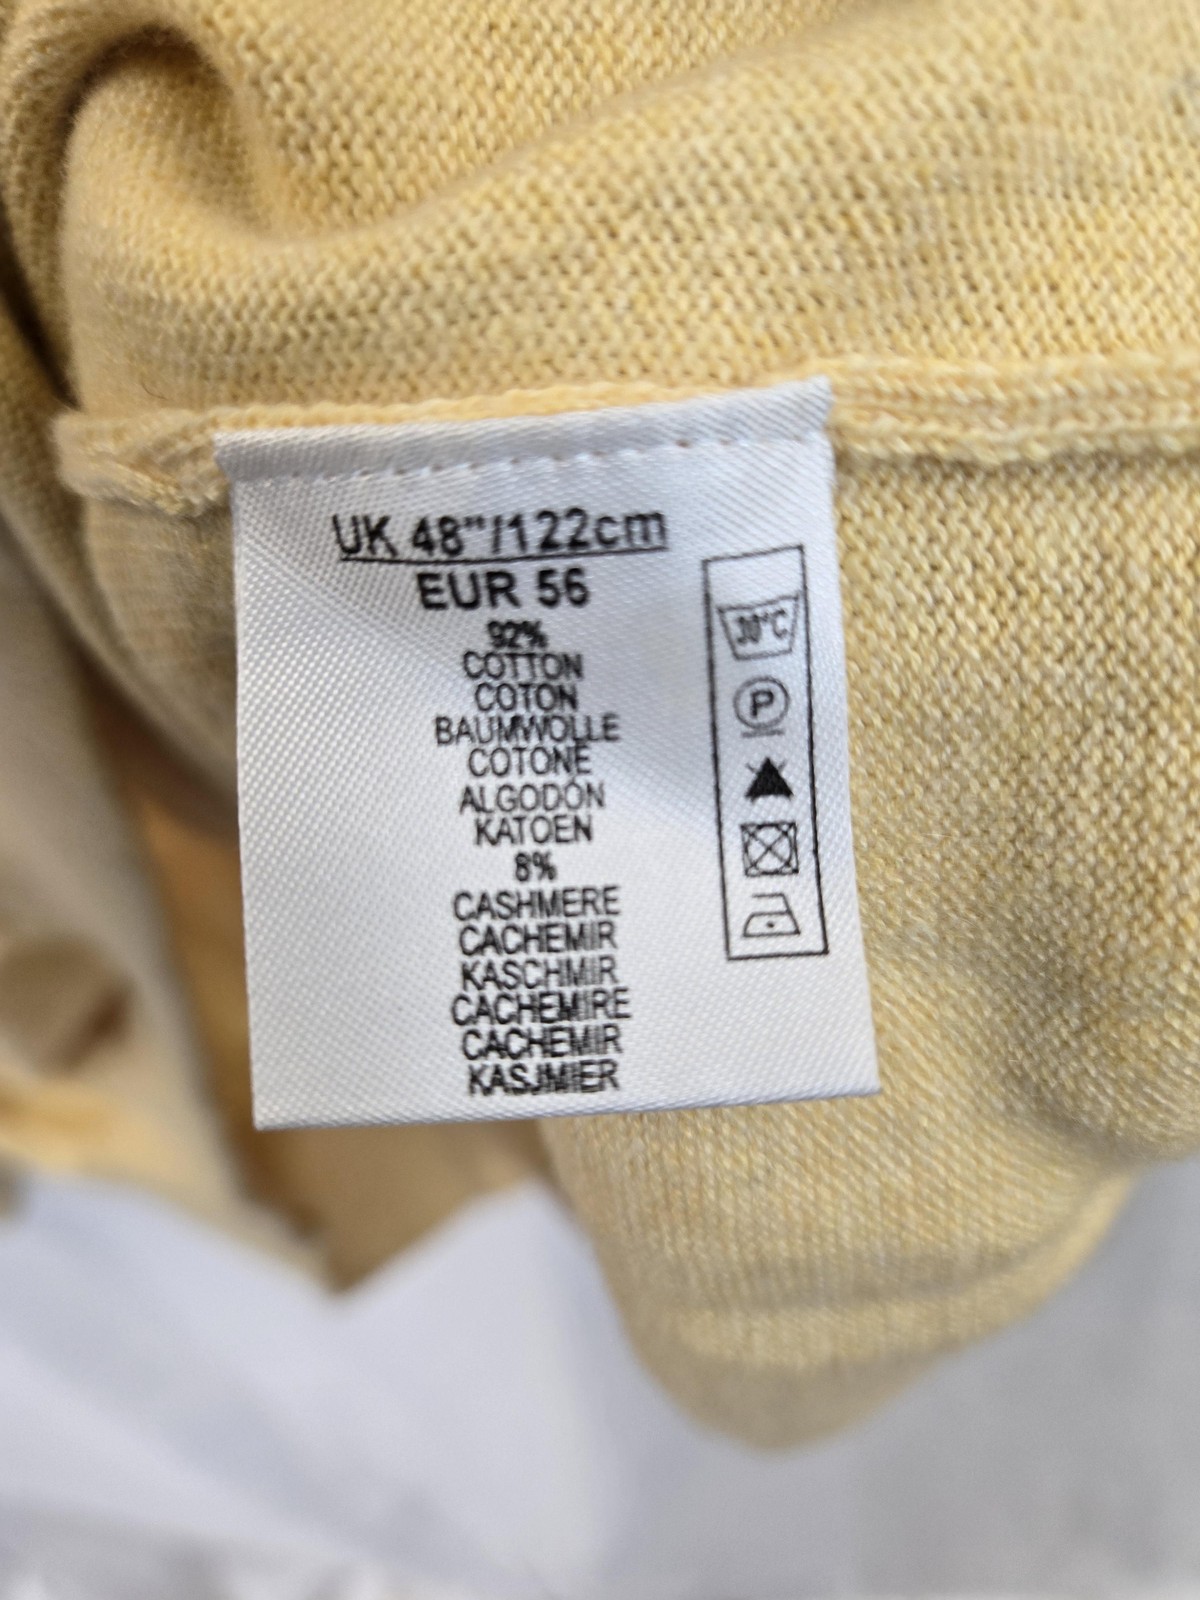 UK 48"/122cm
EUR 56
92%
COTTON
COTON
BAUMWOLLE
COTONE
ALGODÓN
KATOEN
8%
CASHMERE
CACHEMIR
KASCHMIR
CACHEMIRE
CACHEMIR
KASJMIER
30°C
P